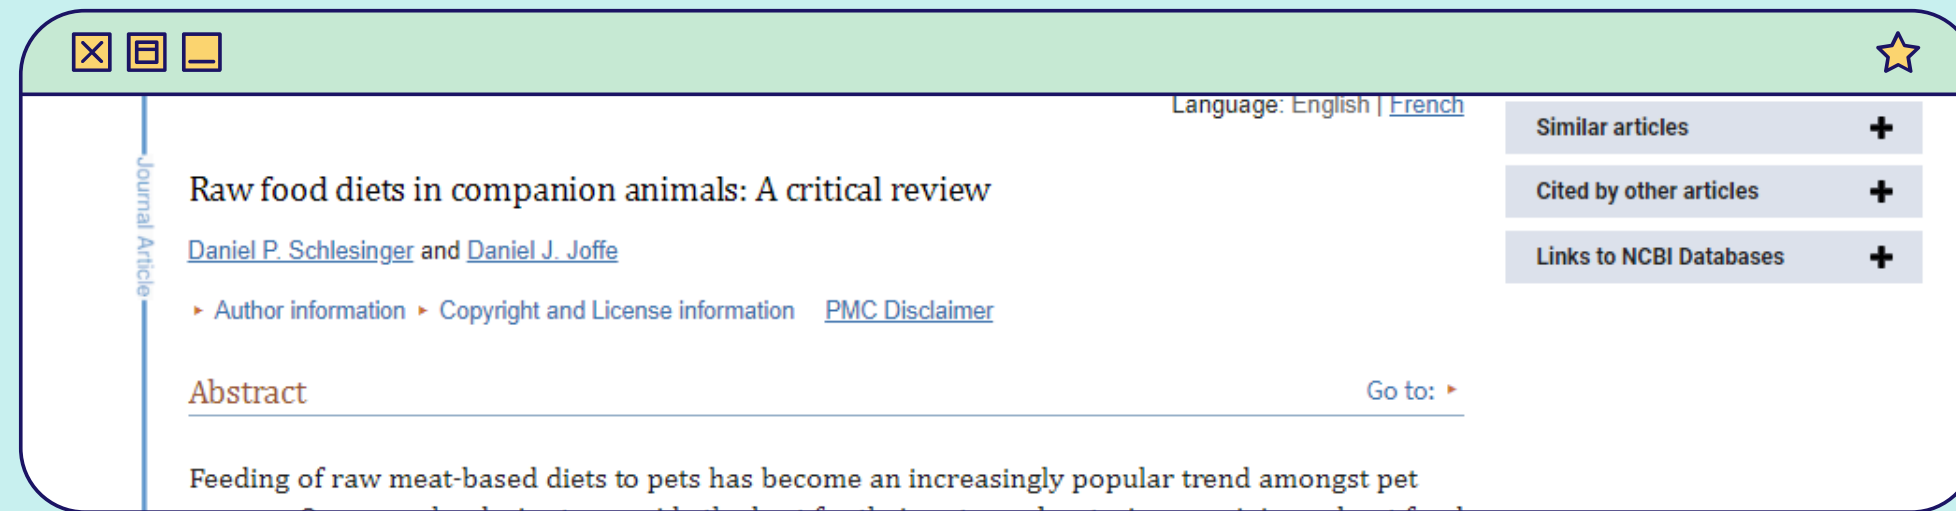 Language: English | French
Similar articles
Journal Article
Raw food diets in companion animals: A critical review
Cited by other articles
Daniel P. Schlesinger and Daniel J. Joffe
Links to NCBI Databases
Author information Copyright and License information PMC Disclaimer
Abstract
Go to:
Feeding of raw meat-based diets to pets has become an increasingly popular trend amongst pet